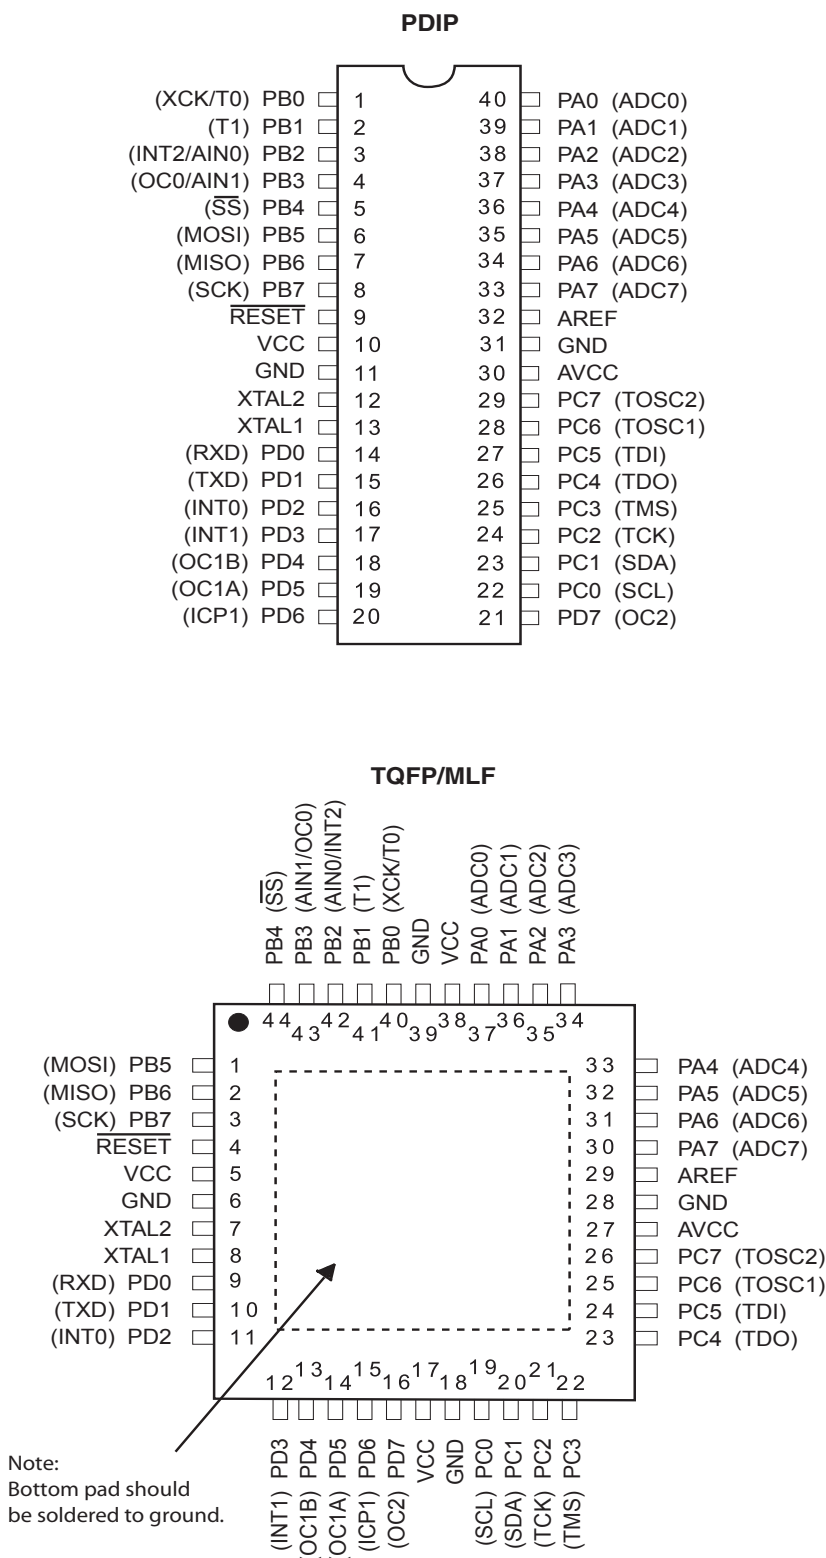 PDIP
(XCK/T0) PB0 1 40 PA0 (ADC0)
(T1) PB1 2 39 PA1 (ADC1)
(INT2/AIN0) PB2 3 38 PA2 (ADC2)
(OC0/AIN1) PB3 4 37 PA3 (ADC3)
(SS) PB4 5 36 PA4 (ADC4)
(MOSI) PB5 6 35 PA5 (ADC5)
(MISO) PB6 7 34 PA6 (ADC6)
(SCK) PB7 8 33 PA7 (ADC7)
RESET 9 32 AREF
VCC 10 31 GND
GND 11 30 AVCC
XTAL2 12 29 PC7 (TOSC2)
XTAL1 13 28 PC6 (TOSC1)
(RXD) PD0 14 27 PC5 (TDI)
(TXD) PD1 15 26 PC4 (TDO)
(INT0) PD2 16 25 PC3 (TMS)
(INT1) PD3 17 24 PC2 (TCK)
(OC1B) PD4 18 23 PC1 (SDA)
(OC1A) PD5 19 22 PC0 (SCL)
(ICP1) PD6 20 21 PD7 (OC2)
TQFP/MLF
PB4 (SS)
PB3 (AIN1/OC0)
PB2 (AIN0/INT2)
PB1 (T1)
PB0 (XCK/T0)
GND
VCC
PA0 (ADC0)
PA1 (ADC1)
PA2 (ADC2)
PA3 (ADC3)
44 43 42 41 40 39 38 37 36 35 34
(MOSI) PB5 1 33 PA4 (ADC4)
(MISO) PB6 2 32 PA5 (ADC5)
(SCK) PB7 3 31 PA6 (ADC6)
RESET 4 30 PA7 (ADC7)
VCC 5 29 AREF
GND 6 28 GND
XTAL2 7 27 AVCC
XTAL1 8 26 PC7 (TOSC2)
(RXD) PD0 9 25 PC6 (TOSC1)
(TXD) PD1 10 24 PC5 (TDI)
(INT0) PD2 11 23 PC4 (TDO)
12 13 14 15 16 17 18 19 20 21 22
(INT1) PD3
OC1B) PD4
OC1A) PD5
(ICP1) PD6
(OC2) PD7
VCC
GND
(SCL) PC0
(SDA) PC1
(TCK) PC2
(TMS) PC3
Note:
Bottom pad should
be soldered to ground.